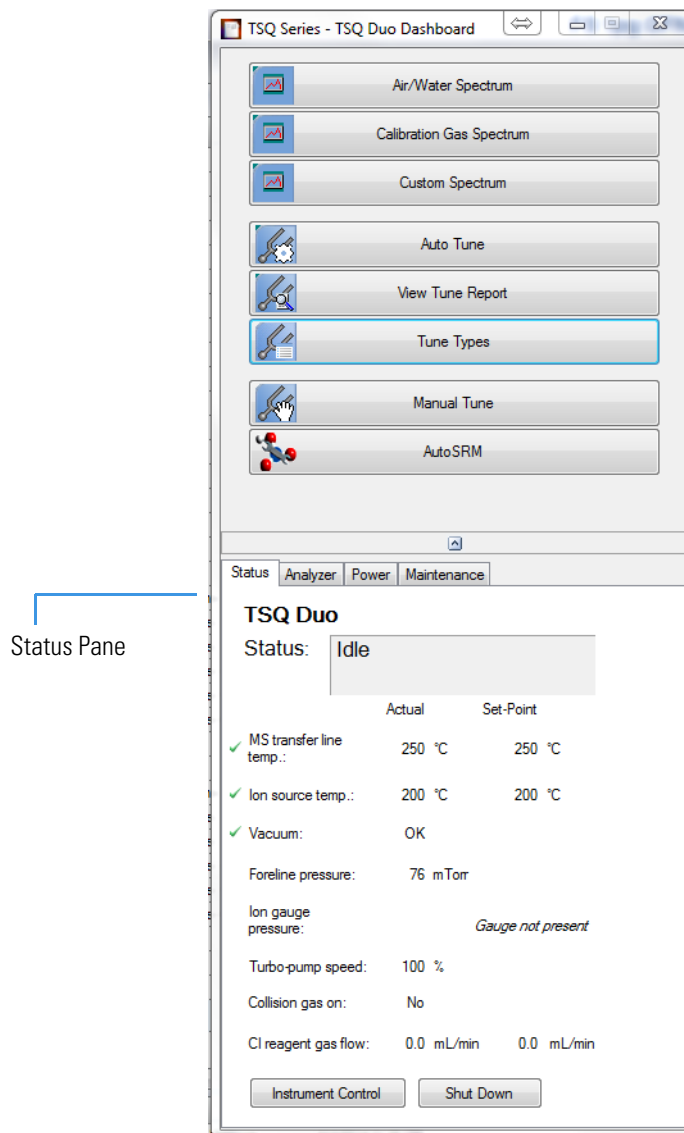 TSQ Series - TSQ Duo Dashboard
Air/Water Spectrum
Calibration Gas Spectrum
Custom Spectrum
Auto Tune
View Tune Report
Tune Types
Manual Tune
AutoSRM
Status Analyzer Power Maintenance
Status Pane
TSQ Duo
Status: Idle
Actual Set-Point
MS transfer line
temp.: 250 °C 250 °C
Ion source temp.: 200 °C 200 °C
Vacuum: OK
Foreline pressure: 76 mTorr
Ion gauge
pressure: Gauge not present
Turbo-pump speed: 100 %
Collision gas on: No
CI reagent gas flow: 0.0 mL/min 0.0 mL/min
Instrument Control Shut Down